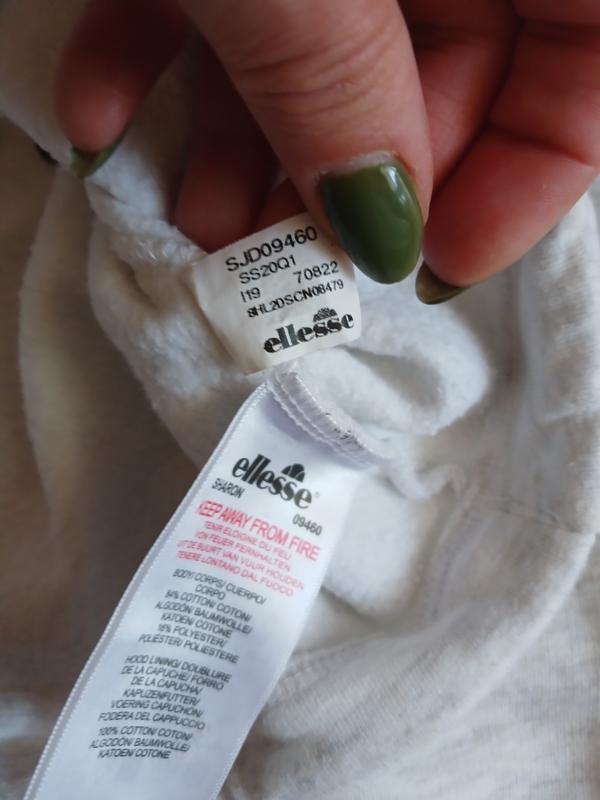 SJD09460
SS20Q1
I19 70822
8HL2DSCN08479
ellesse
ellesse®
SHARON 09460
KEEP AWAY FROM FIRE
TENIR ELOIGNE DU FEU
VON FEUER FERNHALTEN
UIT DE BUURT VAN VUUR HOUDEN
TENERE LONTANO DAL FUOCO
BODY/ CORPS/ CUERPO/
CORPO
84% COTTON/ COTON/
ALGODÓN/ BAUMWOLLE/
KATOEN/ COTONE
16% POLYESTER/
POLIÉSTER/ POLIESTERE
HOOD LINING/ DOUBLURE
DE LA CAPUCHE/ FORRO
DE LA CAPUCHA/
KAPUZENFUTTER/
VOERING CAPUCHON/
FODERA DEL CAPPUCCIO
100% COTTON/ COTON/
ALGODÓN/ BAUMWOLLE/
KATOEN/ COTONE